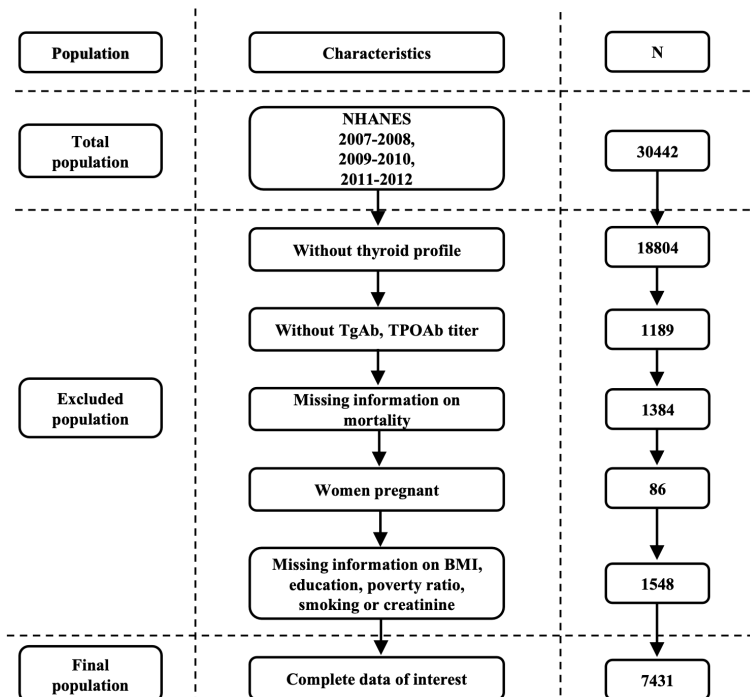 Population
Characteristics
N
Total
population
NHANES
2007-2008,
2009-2010,
2011-2012
30442
Without thyroid profile
18804
Without TgAb, TPOAb titer
1189
Excluded
population
Missing information on
mortality
1384
Women pregnant
86
Missing information on BMI,
education, poverty ratio,
smoking or creatinine
1548
Final
population
Complete data of interest
7431